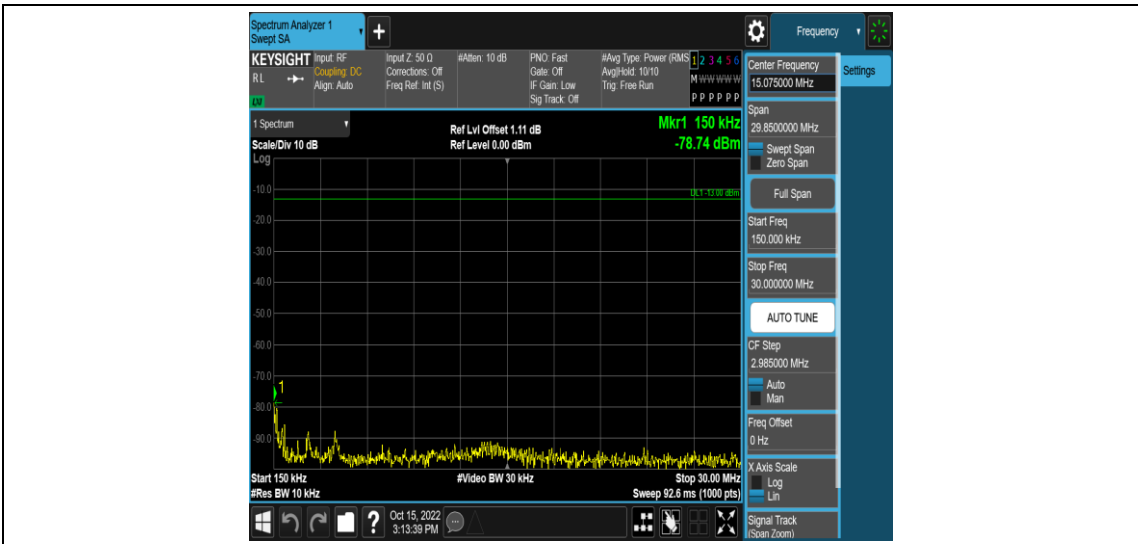 Spectrum Analyzer 1
Swept SA
+
Frequency
KEYSIGHT
RL
LNI
Input: RF
Coupling: DC
Align: Auto
Input Z: 50 Ω
Corrections: Off
Freq Ref: Int (S)
#Atten: 10 dB
PNO: Fast
Gate: Off
IF Gain: Low
Sig Track: Off
#Avg Type: Power (RMS
Avg|Hold: 10/10
Trig: Free Run
1 2 3 4 5 6
M W W W W W
P P P P P P
Center Frequency
15.075000 MHz
Settings
1 Spectrum
Scale/Div 10 dB
Ref Lvl Offset 1.11 dB
Ref Level 0.00 dBm
Mkr1 150 kHz
-78.74 dBm
Span
29.8500000 MHz
Swept Span
Zero Span
Log
-10.0
DL1 -13.00 dBm
-20.0
-30.0
-40.0
-50.0
-60.0
-70.0
1
-80.0
-90.0
Full Span
Start Freq
150.000 kHz
Stop Freq
30.000000 MHz
AUTO TUNE
CF Step
2.985000 MHz
Auto
Man
Freq Offset
0 Hz
X Axis Scale
Log
Lin
Signal Track
(Span Zoom)
Start 150 kHz
#Video BW 30 kHz
Stop 30.00 MHz
#Res BW 10 kHz
Sweep 92.6 ms (1000 pts)
?
Oct 15, 2022
3:13:39 PM